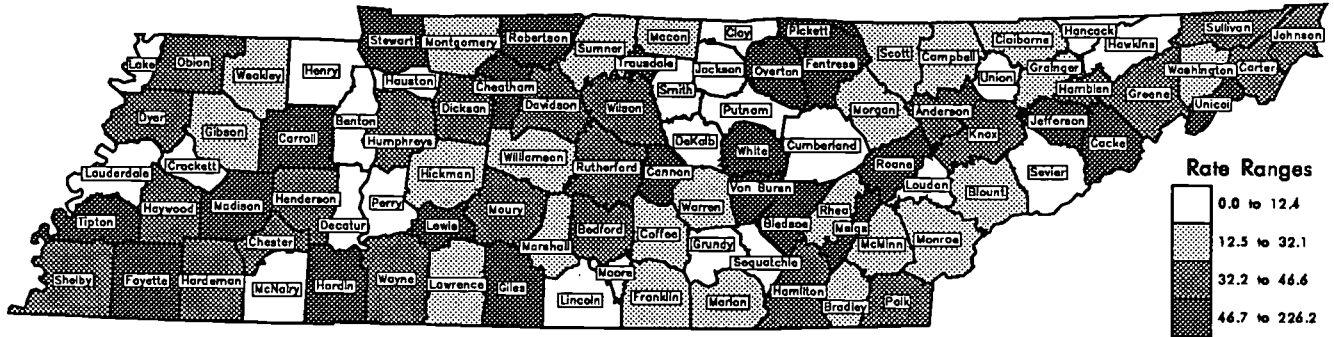 Stewart
Montgomery
Robertson
Sumner
Macon
Clay
Pickett
Scott
Campbell
Claiborne
Hancock
Hawkins
Sullivan
Johnson
Lake
Obion
Weakley
Henry
Houston
Cheatham
Trousdale
Jackson
Overton
Fentress
Union
Grainger
Washington
Carter
Dyer
Gibson
Carroll
Benton
Humphreys
Dickson
Davidson
Wilson
Smith
Putnam
Morgan
Anderson
Knox
Hamblen
Jefferson
Greene
Unicoi
Cocke
Lauderdale
Crockett
Hickman
Williamson
Rutherford
Cannon
DeKalb
White
Cumberland
Roane
Loudon
Blount
Sevier
Tipton
Haywood
Madison
Henderson
Decatur
Perry
Lewis
Maury
Marshall
Bedford
Coffee
Warren
Von Buren
Bledsoe
Rhea
Meigs
McMinn
Monroe
Shelby
Fayette
Hardeman
Chester
McNairy
Hardin
Wayne
Lawrence
Giles
Lincoln
Moore
Franklin
Grundy
Marion
Sequatchie
Hamilton
Bradley
Polk
Rate Ranges
0.0 to 12.4
12.5 to 32.1
32.2 to 46.6
46.7 to 226.2